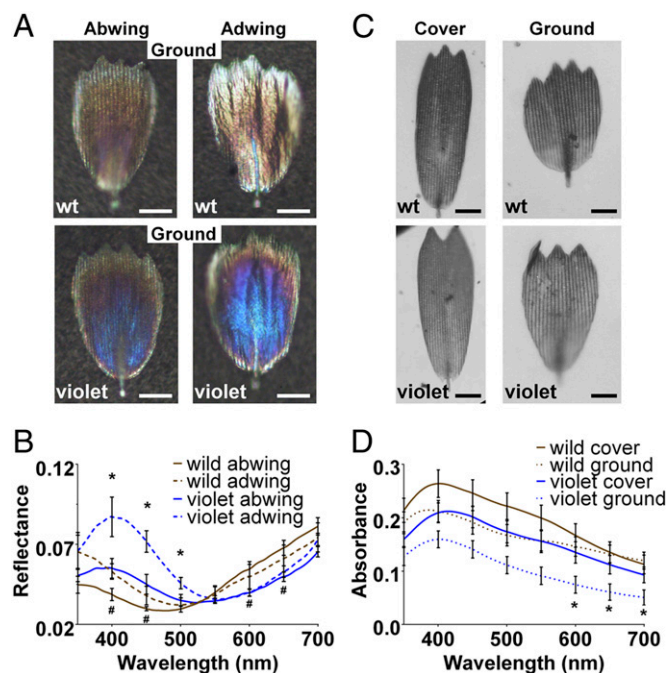 A
Abwing
Adwing
Ground
wt
wt
Ground
violet
violet
C
Cover
Ground
wt
wt
violet
violet
B
wild abwing
wild adwing
violet abwing
violet adwing
Reflectance
0.12
0.07
0.02
* * *
# # # #
400 500 600 700
Wavelength (nm)
D
wild cover
wild ground
violet cover
violet ground
Absorbance
0.3
0.2
0.1
0.0
* * *
400 500 600 700
Wavelength (nm)